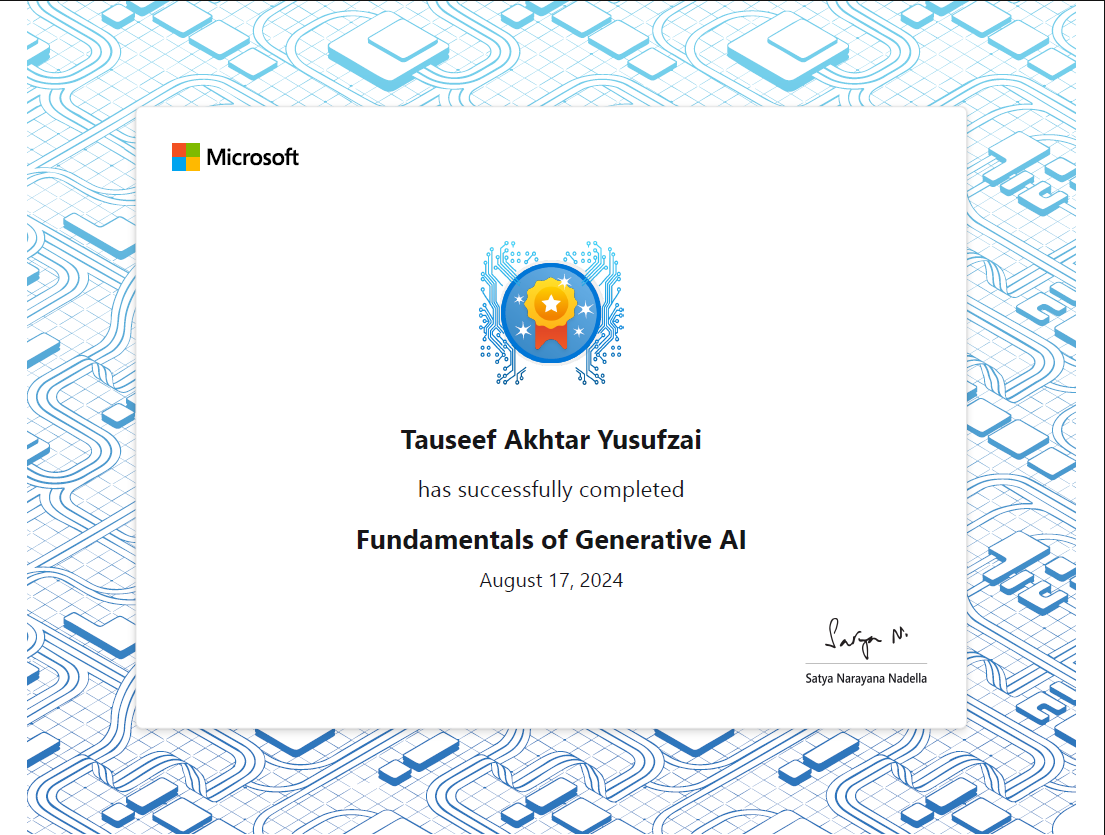 Microsoft
Tauseef Akhtar Yusufzai
has successfully completed
Fundamentals of Generative AI
August 17, 2024
Satya N.
Satya Narayana Nadella